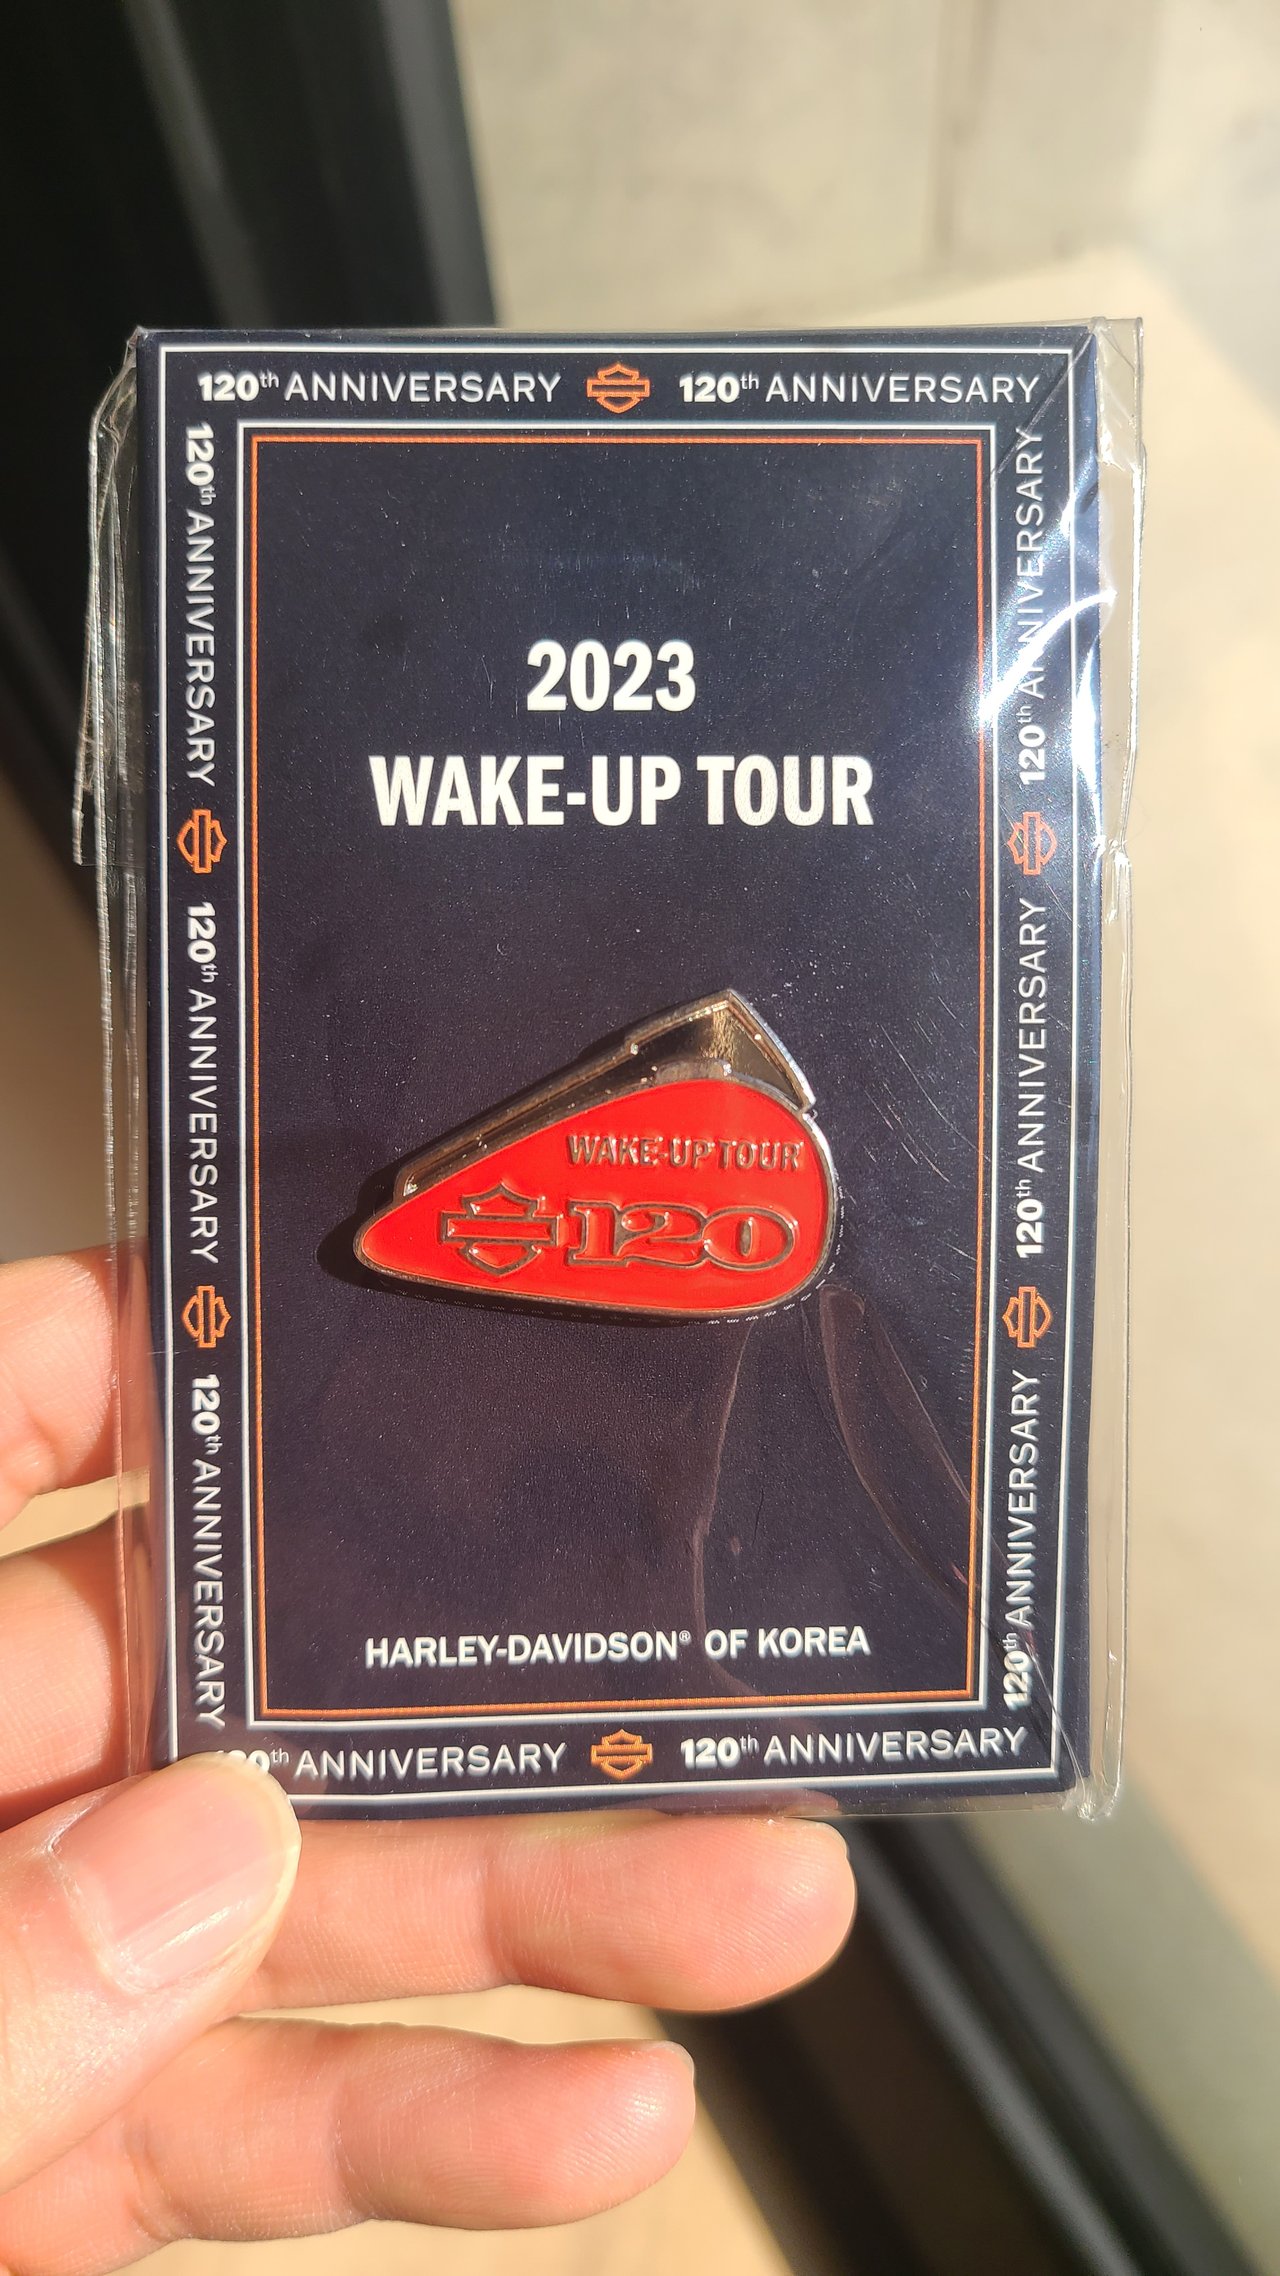 120th ANNIVERSARY 120th ANNIVERSARY
120th ANNIVERSARY 120th ANNIVERSARY 120th ANNIVERSARY
2023
WAKE-UP TOUR
WAKE-UP TOUR
120
HARLEY-DAVIDSON® OF KOREA
120th ANNIVERSARY 120th ANNIVERSARY 120th ANNIVERSARY
20th ANNIVERSARY 120th ANNIVERSARY